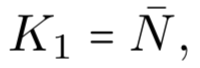 K₁ = N̄,